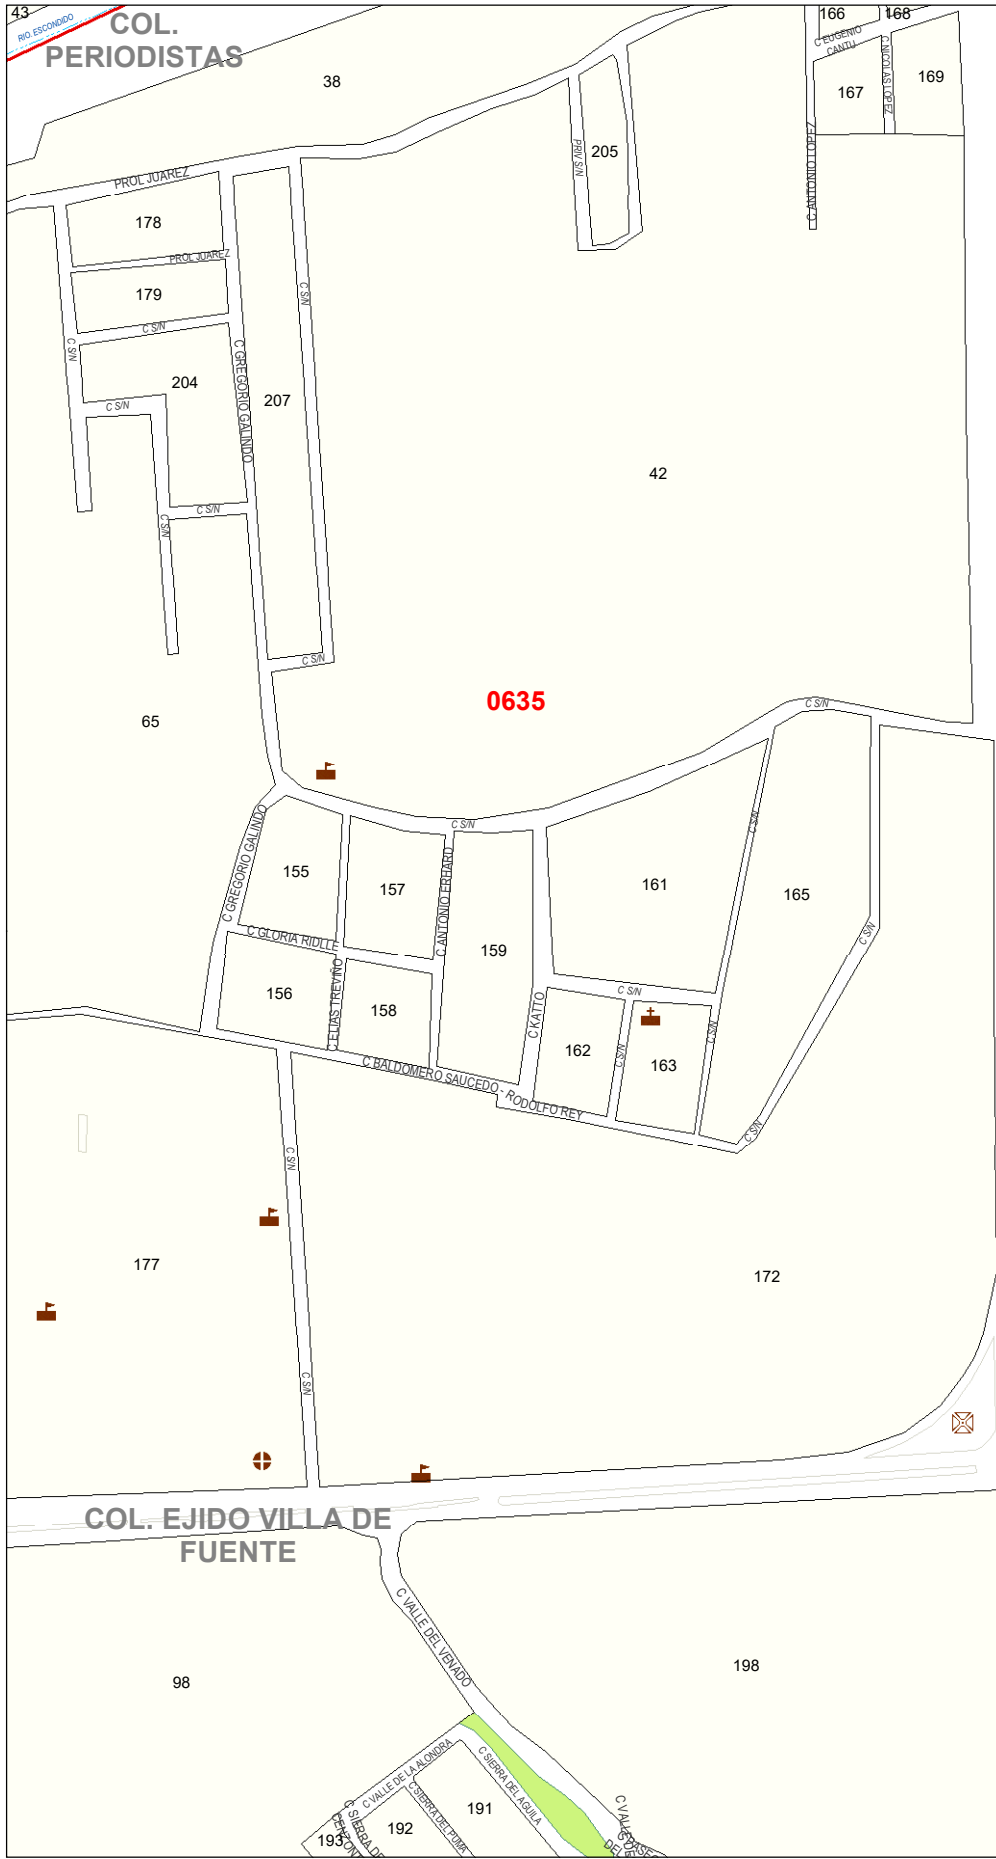 43
RIO. ESCONDIDO
COL.
PERIODISTAS
38
166
168
C EUGENIO
CANTU
C NICOLAS LOPEZ
167
169
C ANTONIO LOPEZ
205
PRIV S/N
PROL JUAREZ
178
PROL JUAREZ
179
C S/N
C S/N
C S/N
204
C GREGORIO GALINDO
207
C S/N
C S/N
C S/N
42
C S/N
65
0635
C S/N
C S/N
C GREGORIO GALINDO
155
157
C ANTONIO ERHARD
161
C S/N
165
C GLORIA RIDLLE
159
C S/N
156
C ELIAS TREVIÑO
158
C KATTO
C S/N
162
C S/N
163
C S/N
C BALDOMERO SAUCEDO - RODOLFO REY
C S/N
C S/N
177
172
C S/N
COL. EJIDO VILLA DE
FUENTE
C VALLE DEL VENADO
98
198
C VALLE DE LA ALONDRA
C SIERRA DEL AGUILA
C SIERRA DEL PUMA
191
192
193
C SIERRA DE
C VALLE